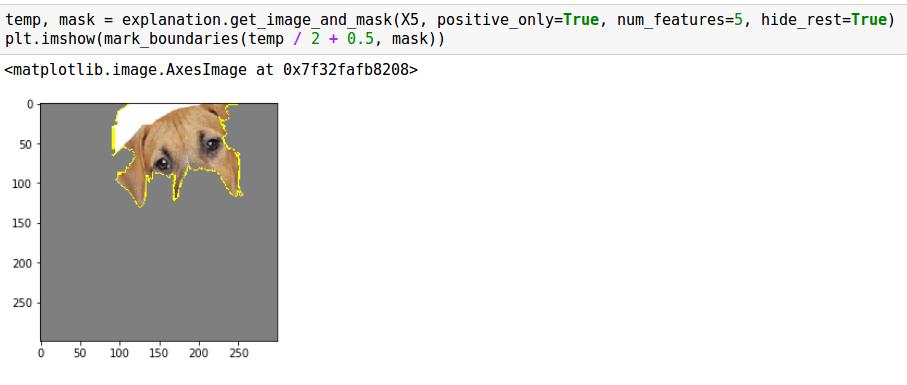 temp, mask = explanation.get_image_and_mask(X5, positive_only=True, num_features=5, hide_rest=True)
plt.imshow(mark_boundaries(temp / 2 + 0.5, mask))
<matplotlib.image.AxesImage at 0x7f32fafb8208>
0
50
100
150
200
250
0 50 100 150 200 250